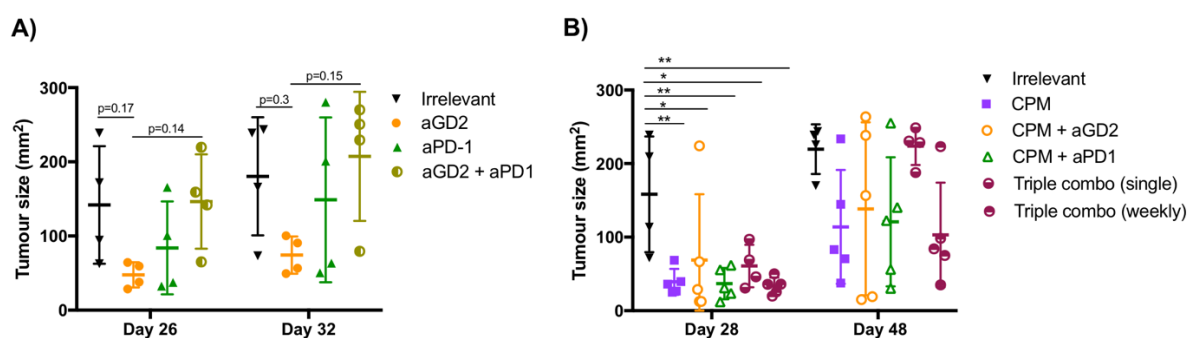 A)
Tumour size (mm²)
300
200
100
0
p=0.17
p=0.14
p=0.3
p=0.15
Day 26
Day 32
Irrelevant
aGD2
aPD-1
aGD2 + aPD1
B)
Tumour size (mm²)
300
200
100
0
**
*
**
*
**
Day 28
Day 48
Irrelevant
CPM
CPM + aGD2
CPM + aPD1
Triple combo (single)
Triple combo (weekly)